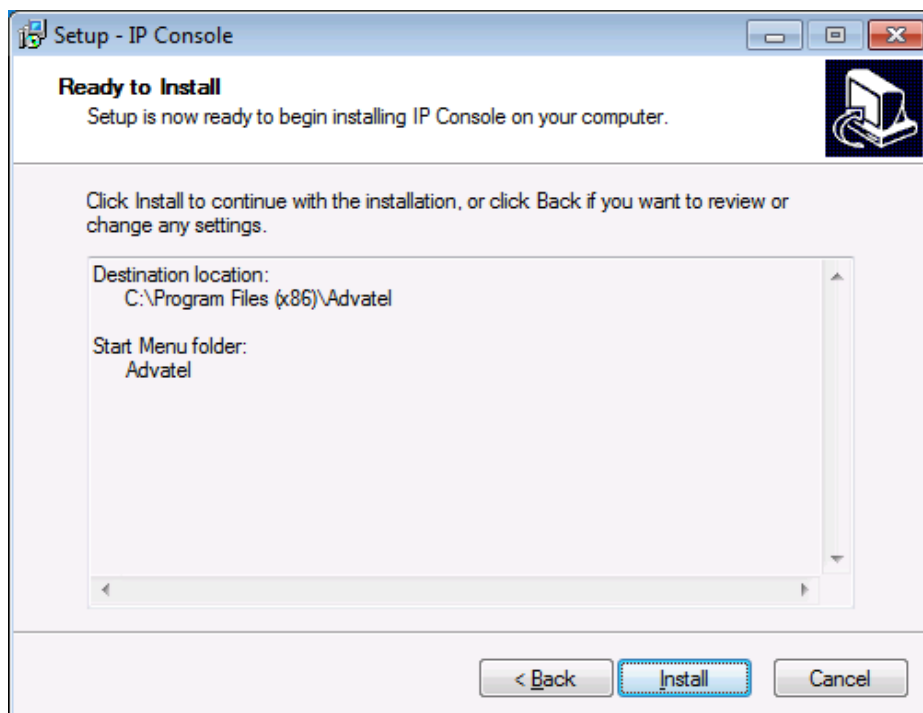 Setup - IP Console
Ready to Install
Setup is now ready to begin installing IP Console on your computer.
Click Install to continue with the installation, or click Back if you want to review or
change any settings.
Destination location:
C:\Program Files (x86)\Advatel
Start Menu folder:
Advatel
< Back
Install
Cancel